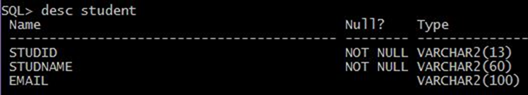 SQL> desc student
Name Null? Type
----------------------------------------- -------- ----------------
STUDID NOT NULL VARCHAR2(13)
STUDNAME NOT NULL VARCHAR2(60)
EMAIL VARCHAR2(100)